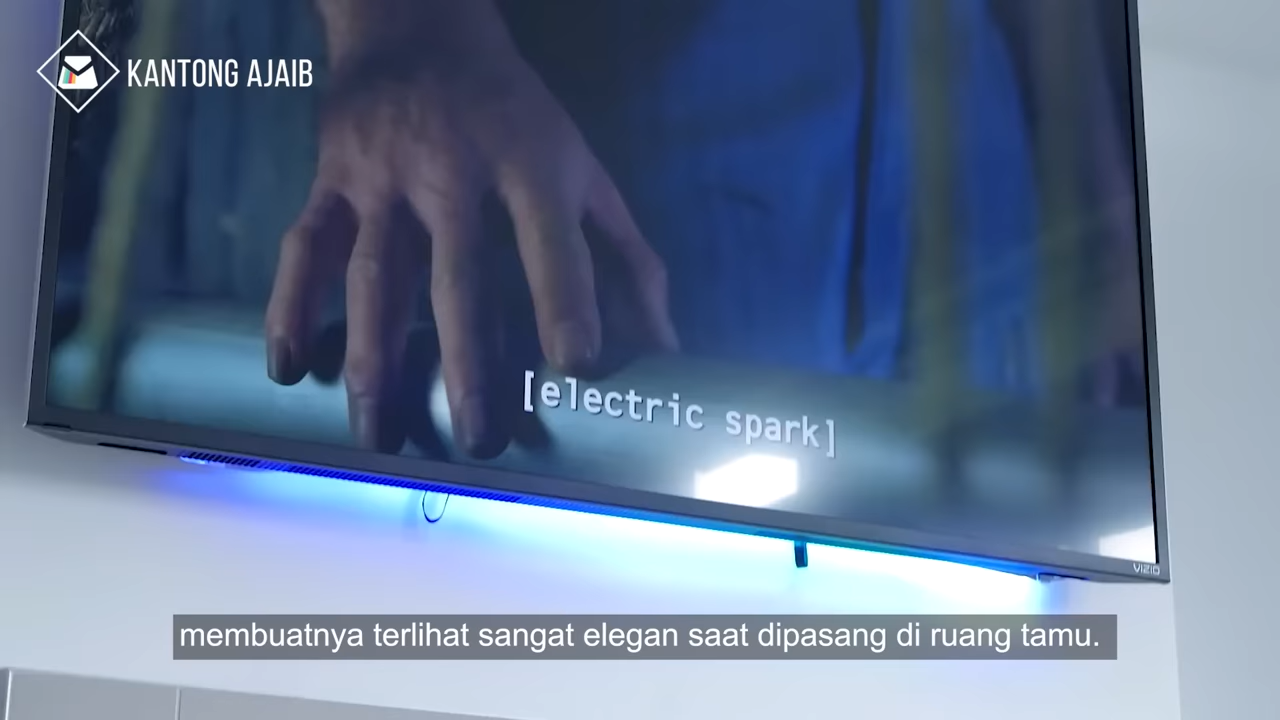 KANTONG AJAIB
[electric spark]
VIZIO
membuatnya terlihat sangat elegan saat dipasang di ruang tamu.